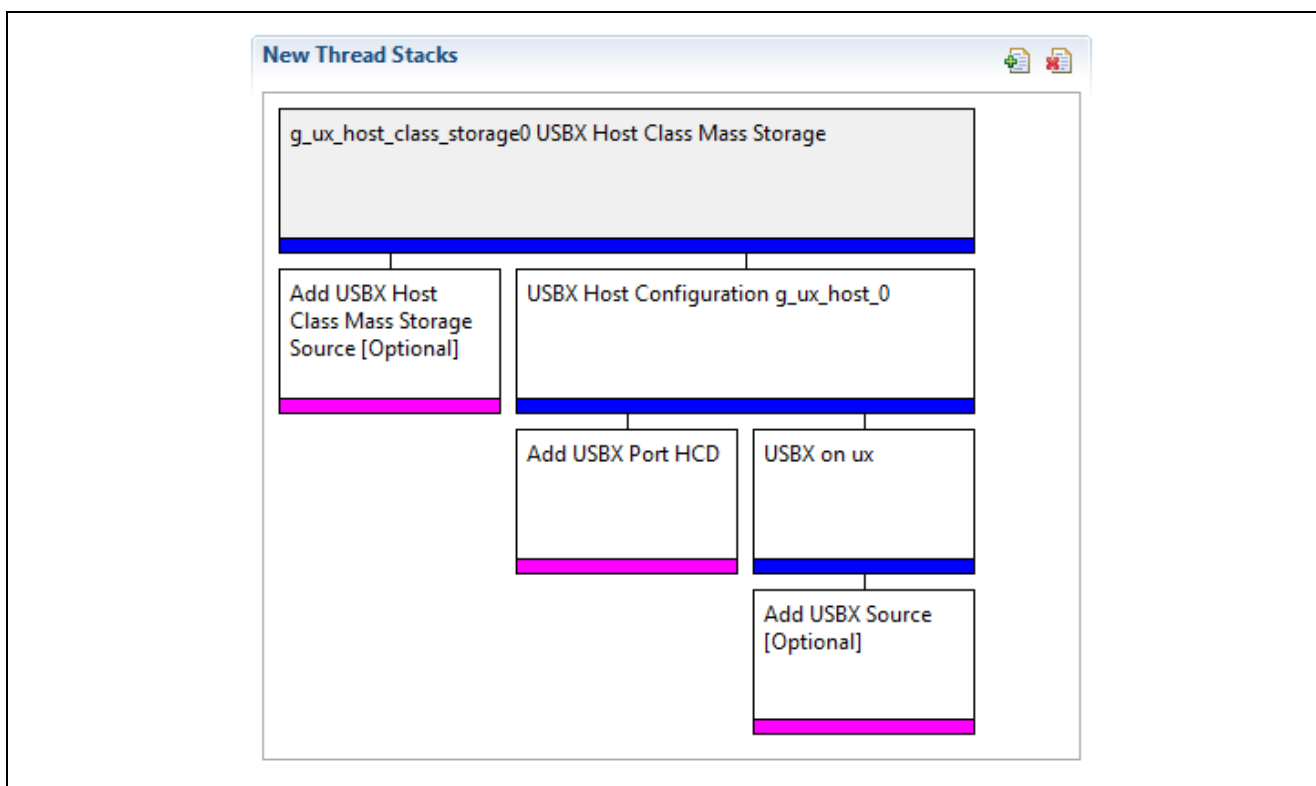 New Thread Stacks
g_ux_host_class_storage0 USBX Host Class Mass Storage
Add USBX Host
Class Mass Storage
Source [Optional]
USBX Host Configuration g_ux_host_0
Add USBX Port HCD
USBX on ux
Add USBX Source
[Optional]